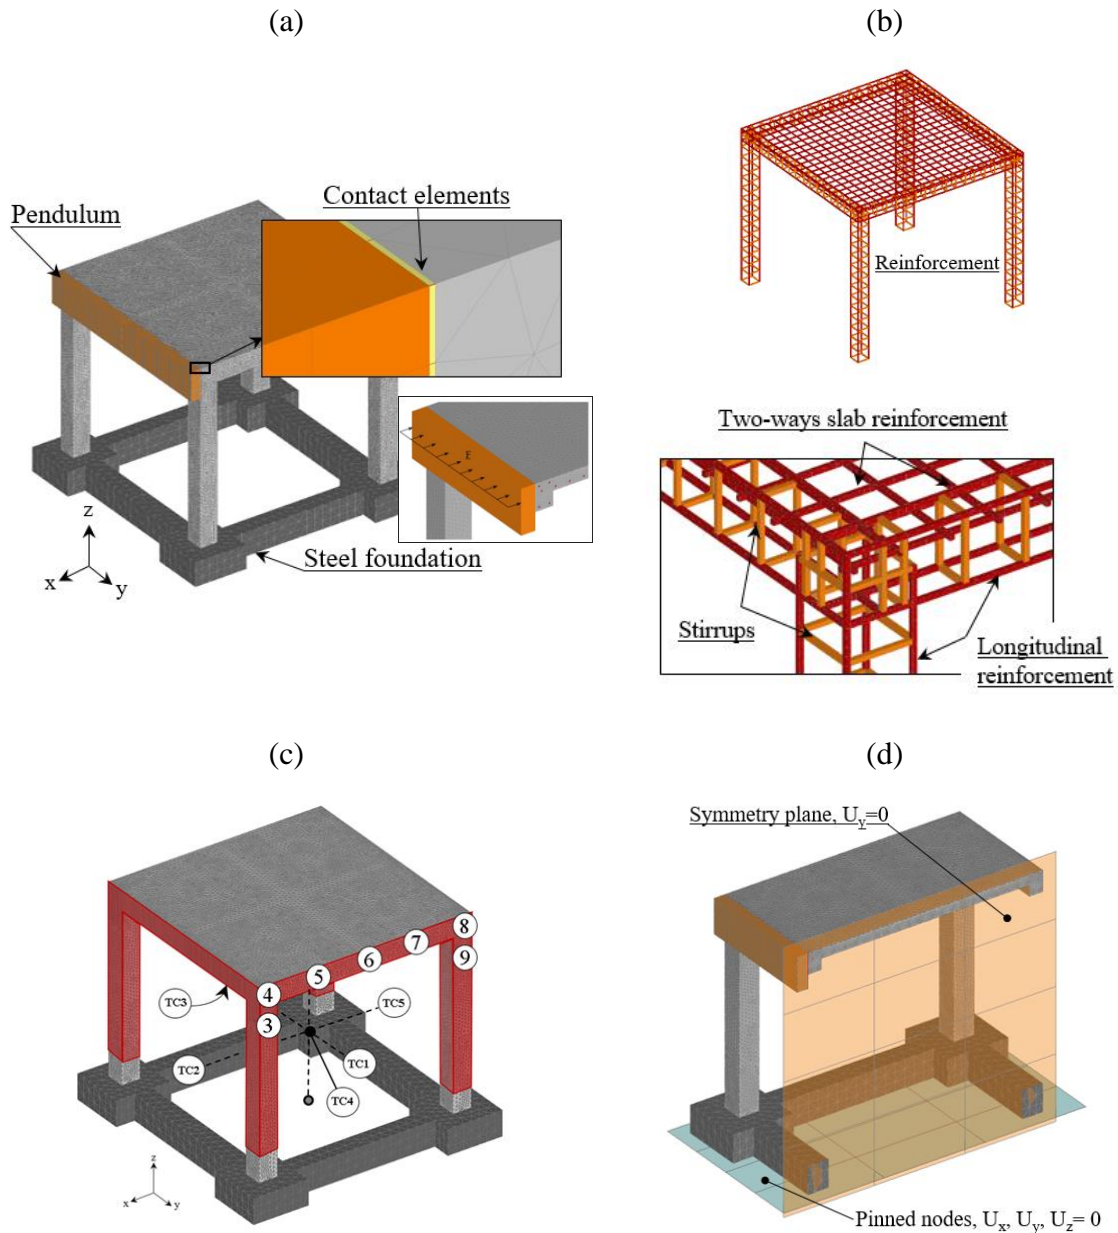 (a)
(b)
Contact elements
Pendulum
Reinforcement
F
z
x
y
Steel foundation
Two-ways slab reinforcement
Stirrups
Longitudinal
reinforcement
(c)
(d)
Symmetry plane, Uy=0
8
7
9
6
5
4
TC3
TC5
3
TC1
TC2
TC4
z
x
y
Pinned nodes, Ux, Uy, Uz= 0